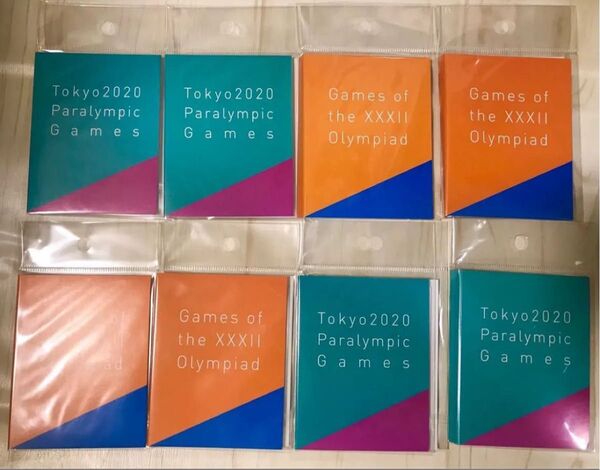 Tokyo2020
Paralympic
Games
Tokyo2020
Paralympic
Games
Games of
the XXXII
Olympiad
Games of
the XXXII
Olympiad
of
Games of
the XXXII
Olympiad
Tokyo2020
Paralympic
Games
Tokyo2020
Paralympic
Games